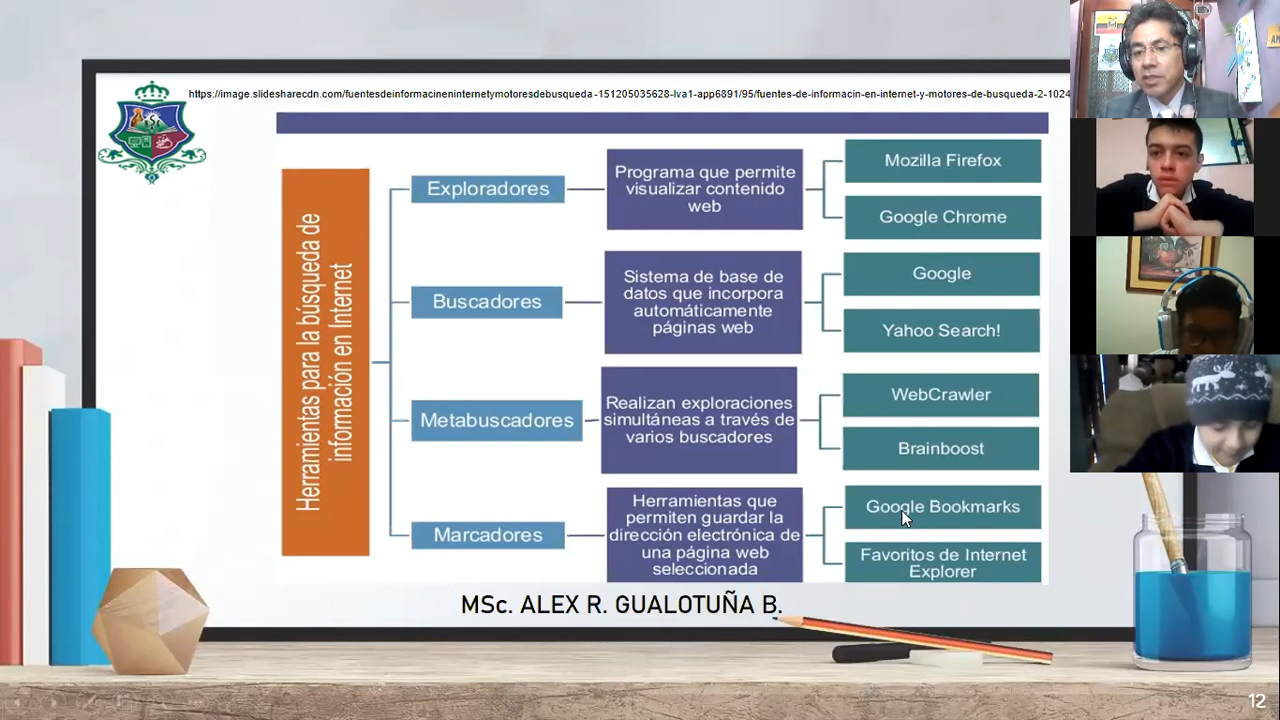 https://image.slidesharecdn.com/fuentesdeinformacineninternetymotoresdebusqueda-151205035628-lva1-app6891/95/fuentes-de-informacin-en-internet-y-motores-de-busqueda-2-1024
Herramientas para la búsqueda de
información en Internet
Exploradores
Programa que permite
visualizar contenido
web
Mozilla Firefox
Google Chrome
Buscadores
Sistema de base de
datos que incorpora
automáticamente
páginas web
Google
Yahoo Search!
Metabuscadores
Realizan exploraciones
simultáneas a través de
varios buscadores
WebCrawler
Brainboost
Marcadores
Herramientas que
permiten guardar la
dirección electrónica de
una página web
seleccionada
Google Bookmarks
Favoritos de Internet
Explorer
MSc. ALEX R. GUALOTUÑA B.
12